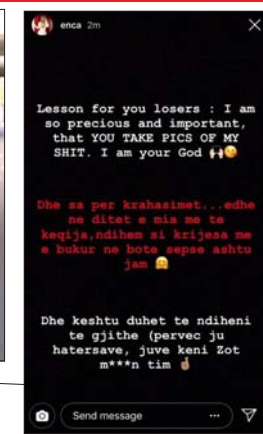 enca 2m
Lesson for you losers : I am
so precious and important,
that YOU TAKE PICS OF MY
SHIT. I am your God 🙌🏻😘
Dhe sa per krahasimet...edhe
ne ditet e mia me te
keqija,ndihem si krijesa me
e bukur ne bote sepse ashtu
jam 🤗
Dhe keshtu duhet te ndiheni
te gjithe (pervec ju
hatersave, juve keni Zot
m***n tim ☝🏽
Send message